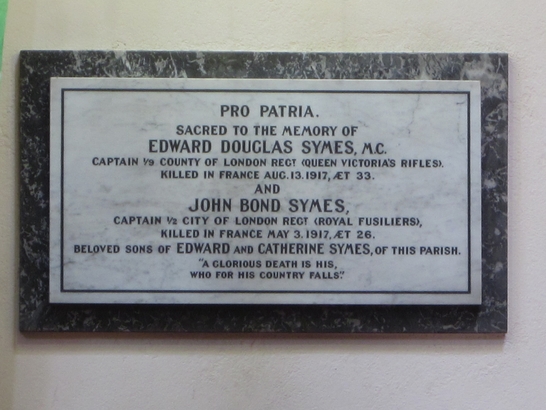 PRO PATRIA.
SACRED TO THE MEMORY OF
EDWARD DOUGLAS SYMES, M.C.
CAPTAIN 1/9 COUNTY OF LONDON REGT (QUEEN VICTORIA'S RIFLES).
KILLED IN FRANCE AUG. 13. 1917, ÆT 33.
AND
JOHN BOND SYMES,
CAPTAIN 1/2 CITY OF LONDON REGT (ROYAL FUSILIERS),
KILLED IN FRANCE MAY 3. 1917, ÆT 26.
BELOVED SONS OF EDWARD AND CATHERINE SYMES, OF THIS PARISH.
"A GLORIOUS DEATH IS HIS,
WHO FOR HIS COUNTRY FALLS."